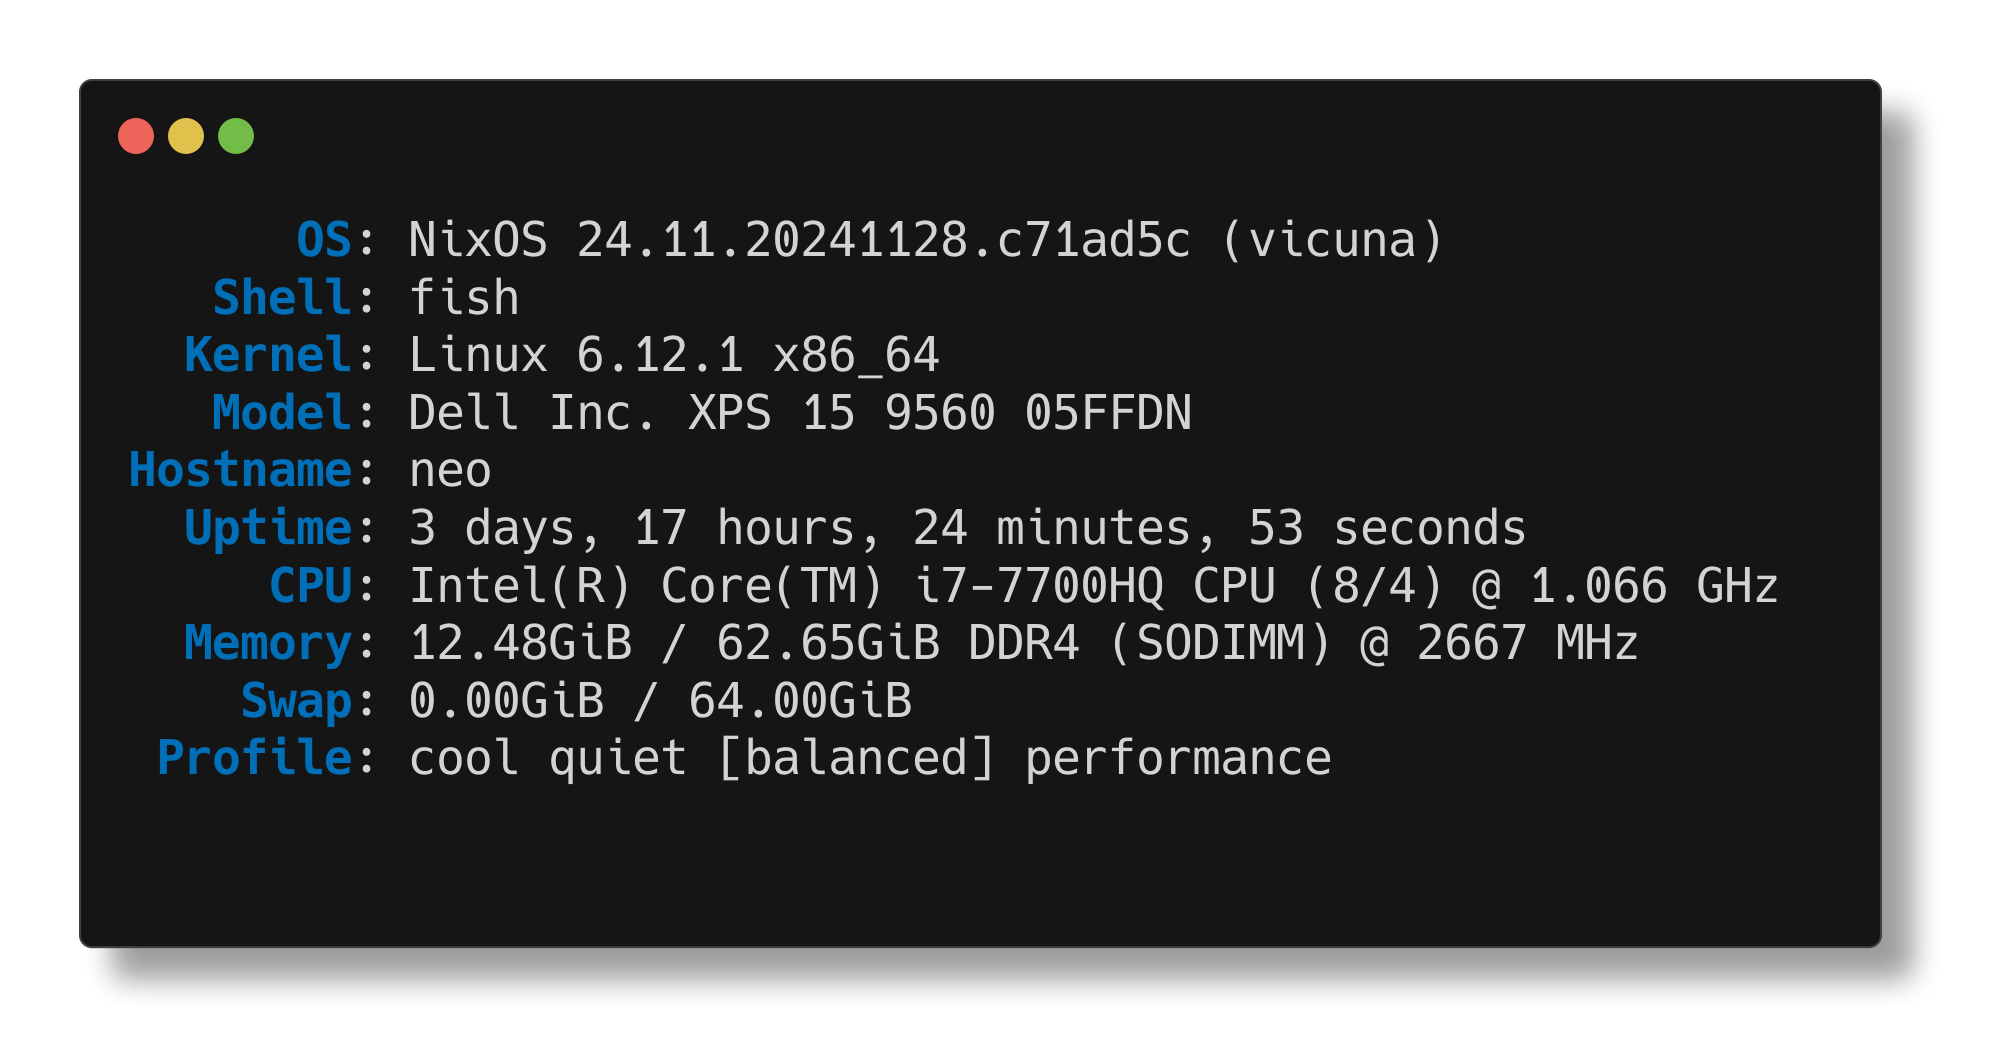 OS: NixOS 24.11.20241128.c71ad5c (vicuna)
Shell: fish
Kernel: Linux 6.12.1 x86_64
Model: Dell Inc. XPS 15 9560 05FFDN
Hostname: neo
Uptime: 3 days, 17 hours, 24 minutes, 53 seconds
CPU: Intel(R) Core(TM) i7-7700HQ CPU (8/4) @ 1.066 GHz
Memory: 12.48GiB / 62.65GiB DDR4 (SODIMM) @ 2667 MHz
Swap: 0.00GiB / 64.00GiB
Profile: cool quiet [balanced] performance